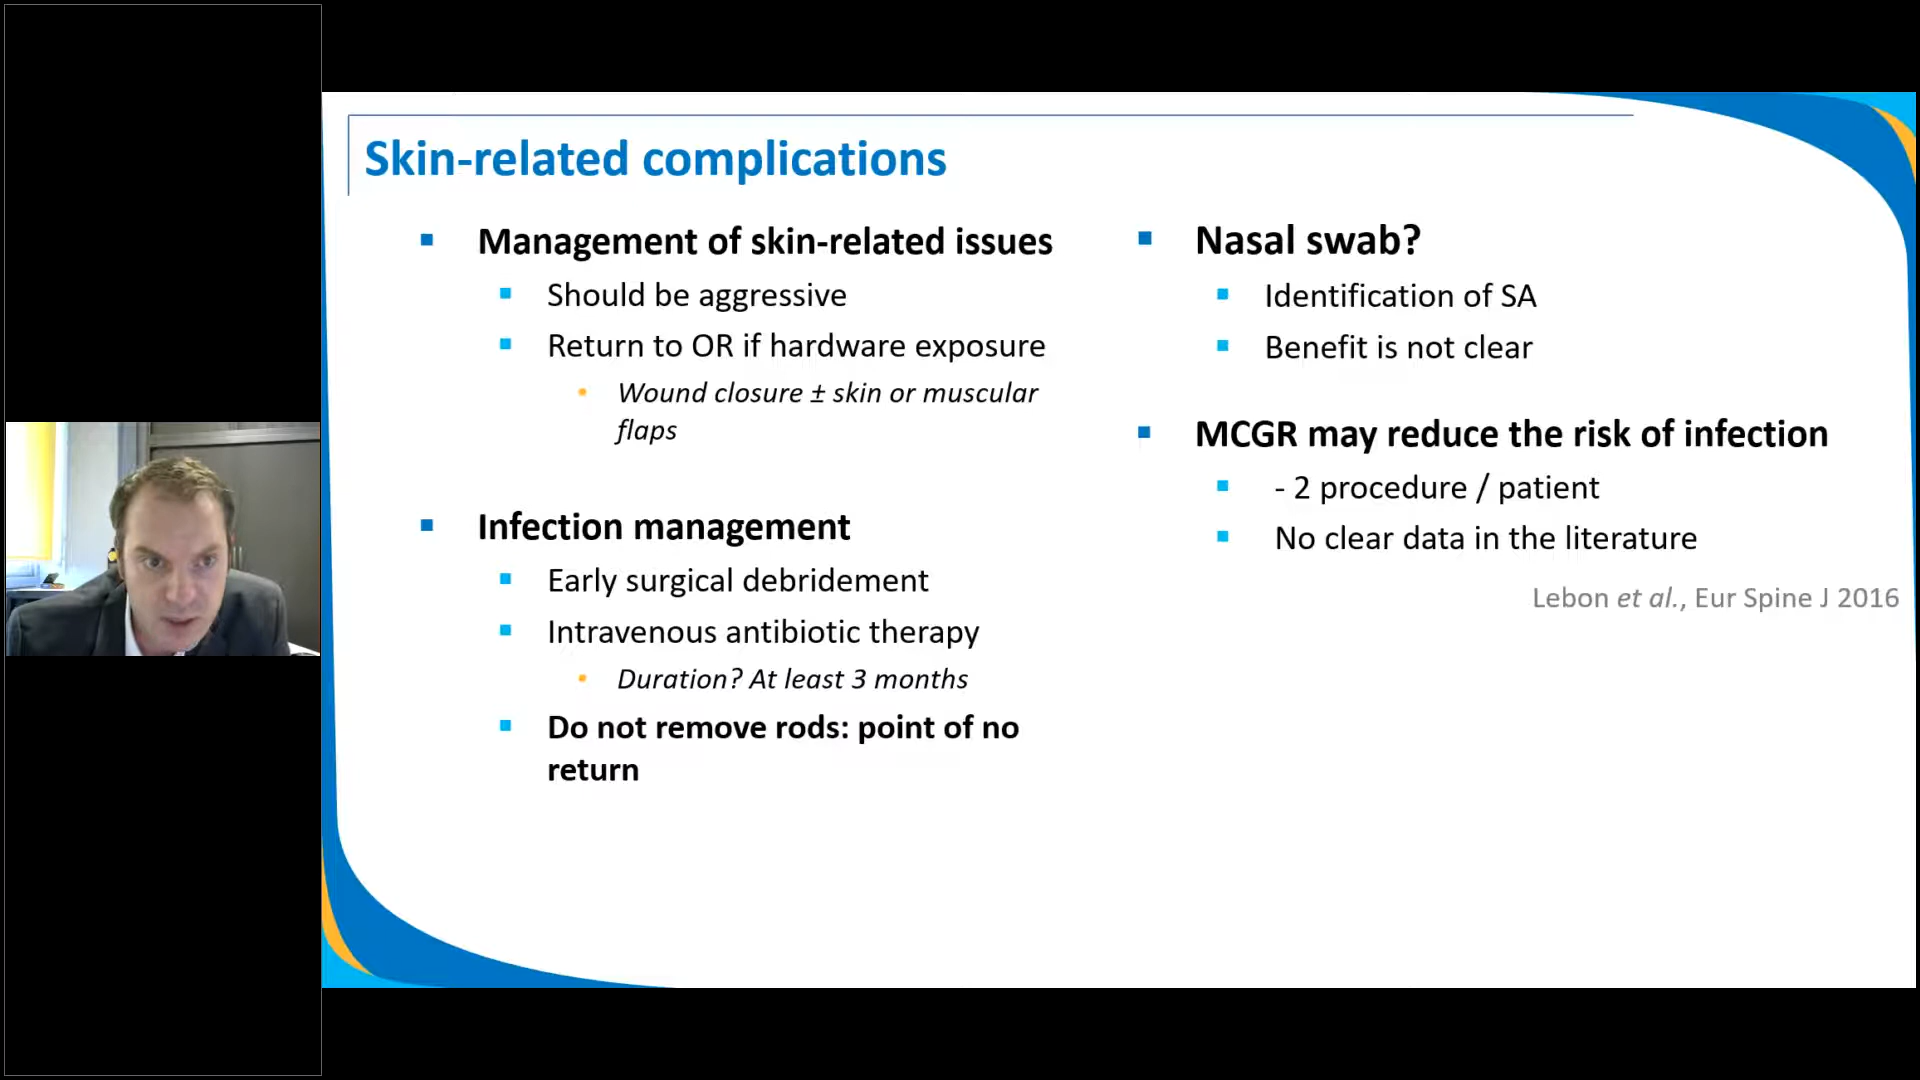 Skin-related complications
Management of skin-related issues
Should be aggressive
Return to OR if hardware exposure
Wound closure ± skin or muscular
flaps
Infection management
Early surgical debridement
Intravenous antibiotic therapy
Duration? At least 3 months
Do not remove rods: point of no
return
Nasal swab?
Identification of SA
Benefit is not clear
MCGR may reduce the risk of infection
- 2 procedure / patient
No clear data in the literature
Lebon et al., Eur Spine J 2016